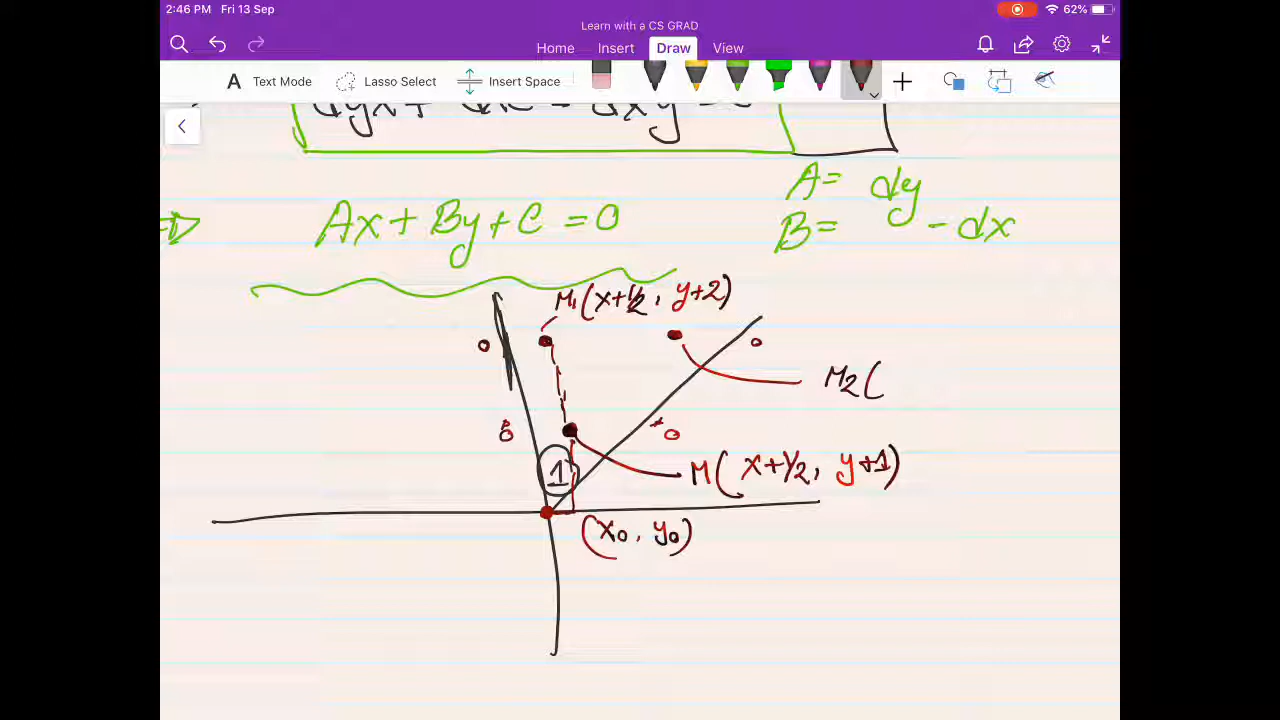 2:46 PM Fri 13 Sep
62%
Learn with a CS GRAD
Home Insert Draw View
A Text Mode Lasso Select Insert Space
Ax + By + C = 0
A = dy
B = - dx
M1(x+1/2, y+2)
M2(
1
M(x+1/2, y+1)
(x0, y0)